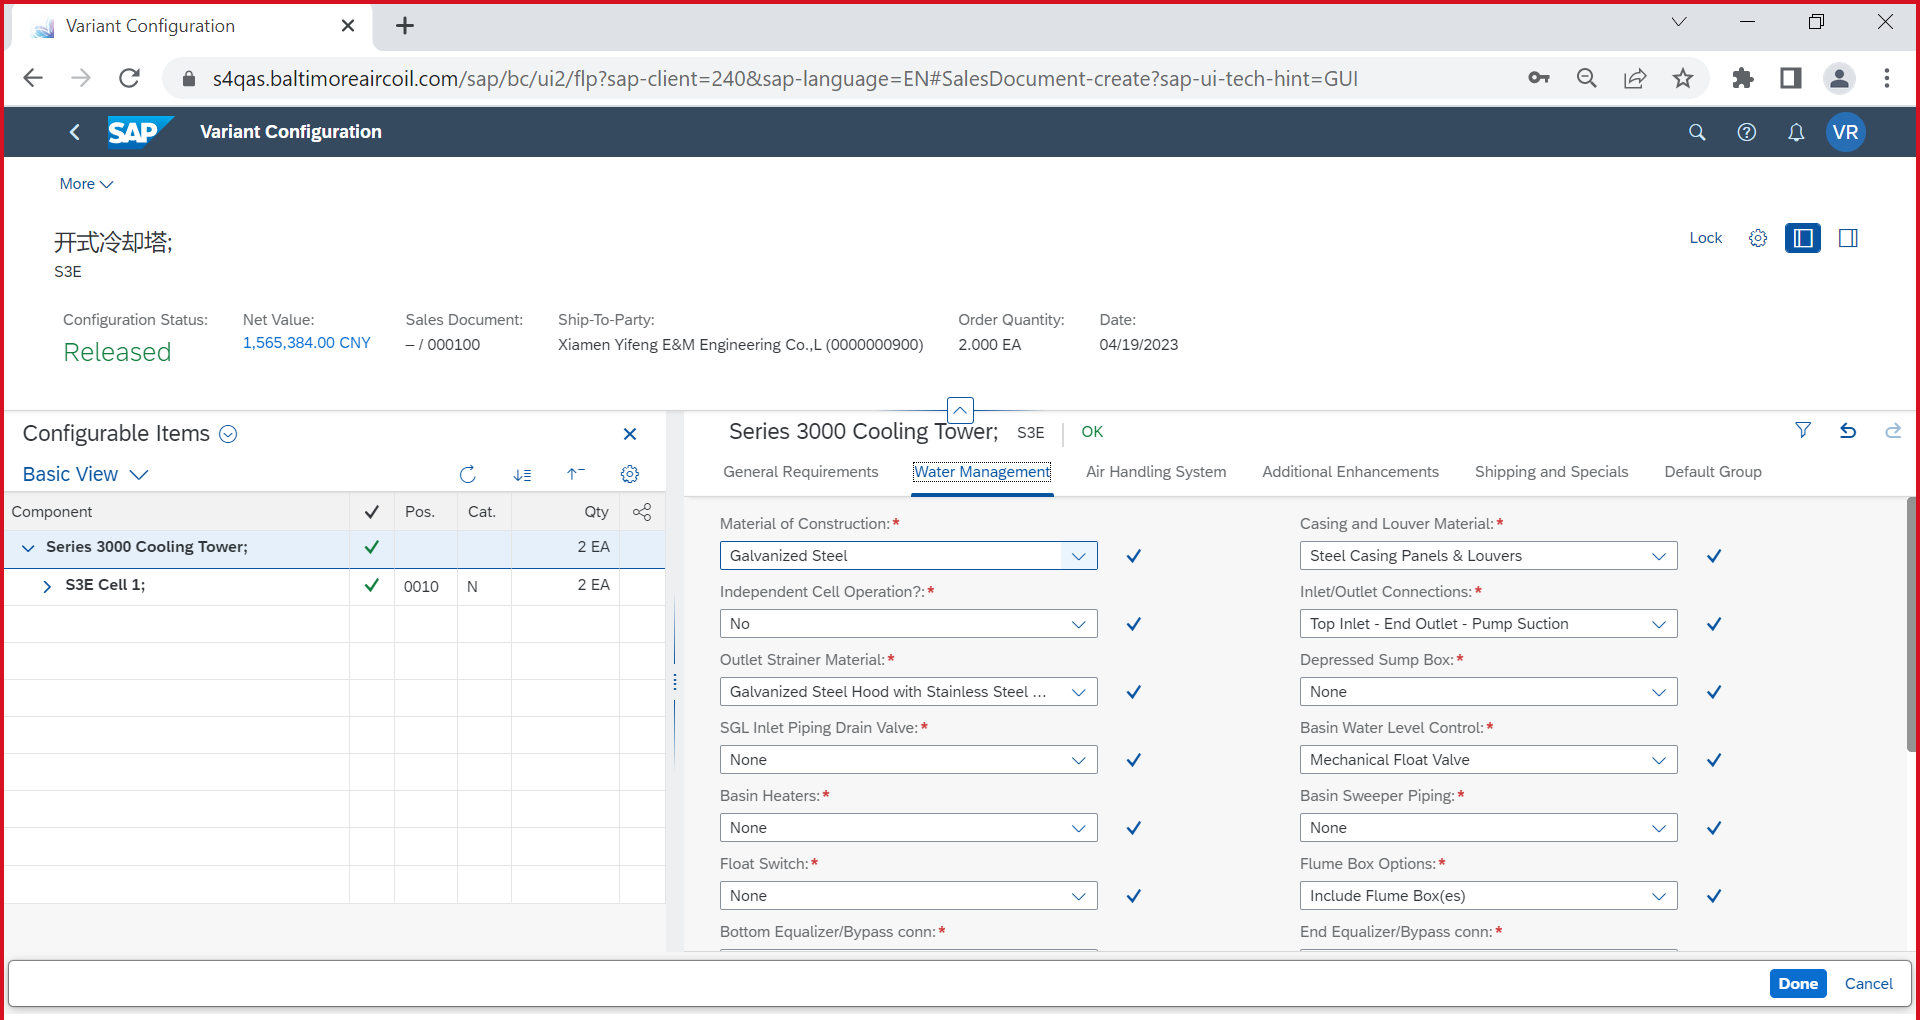 Variant Configuration
s4qas.baltimoreaircoil.com/sap/bc/ui2/flp?sap-client=240&sap-language=EN#SalesDocument-create?sap-ui-tech-hint=GUI
SAP
Variant Configuration
VR
More
开式冷却塔;
S3E
Lock
Configuration Status:
Released
Net Value:
1,565,384.00 CNY
Sales Document:
– / 000100
Ship-To-Party:
Xiamen Yifeng E&M Engineering Co.,L (0000000900)
Order Quantity:
2.000 EA
Date:
04/19/2023
Configurable Items
Basic View
Component Pos. Cat. Qty
Series 3000 Cooling Tower; 2 EA
S3E Cell 1; 0010 N 2 EA
Series 3000 Cooling Tower; S3E OK
General Requirements Water Management Air Handling System Additional Enhancements Shipping and Specials Default Group
Material of Construction:*
Galvanized Steel
Casing and Louver Material:*
Steel Casing Panels & Louvers
Independent Cell Operation?:*
No
Inlet/Outlet Connections:*
Top Inlet - End Outlet - Pump Suction
Outlet Strainer Material:*
Galvanized Steel Hood with Stainless Steel ...
Depressed Sump Box:*
None
SGL Inlet Piping Drain Valve:*
None
Basin Water Level Control:*
Mechanical Float Valve
Basin Heaters:*
None
Basin Sweeper Piping:*
None
Float Switch:*
None
Flume Box Options:*
Include Flume Box(es)
Bottom Equalizer/Bypass conn:*
End Equalizer/Bypass conn:*
Done Cancel